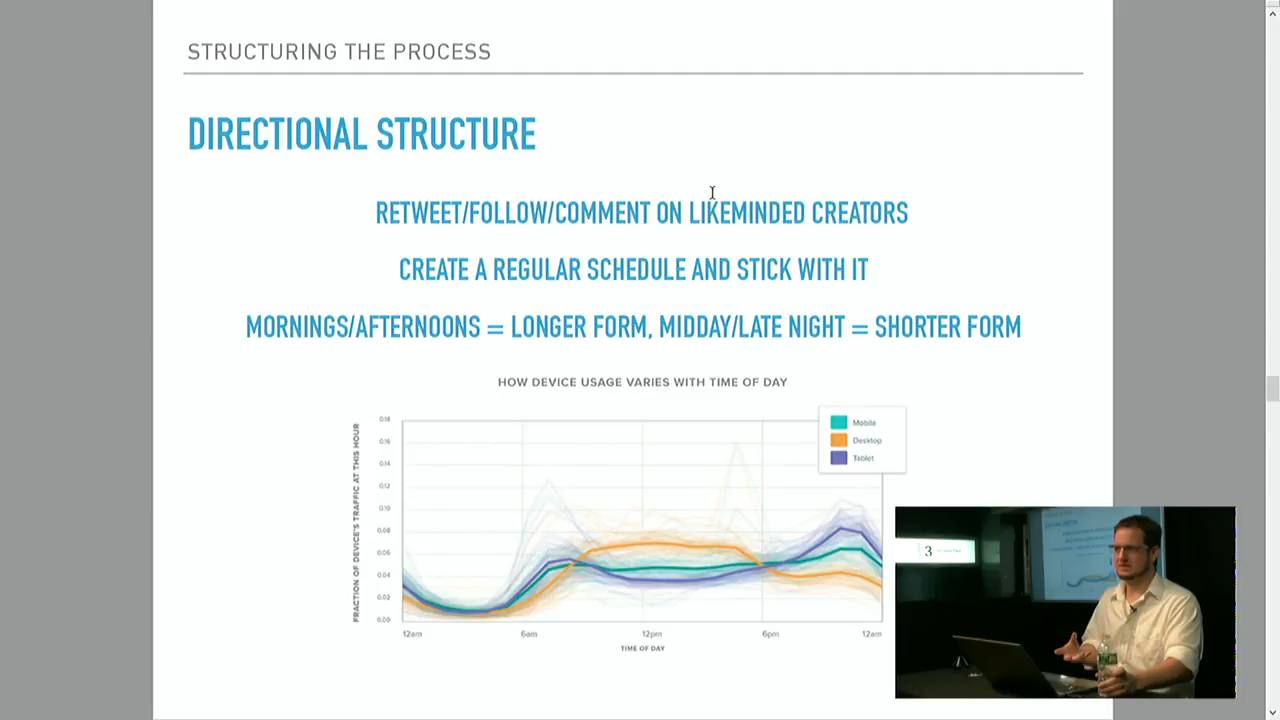 STRUCTURING THE PROCESS
DIRECTIONAL STRUCTURE
RETWEET/FOLLOW/COMMENT ON LIKEMINDED CREATORS
CREATE A REGULAR SCHEDULE AND STICK WITH IT
MORNINGS/AFTERNOONS = LONGER FORM, MIDDAY/LATE NIGHT = SHORTER FORM
HOW DEVICE USAGE VARIES WITH TIME OF DAY
FRACTION OF DEVICE'S TRAFFIC AT THIS HOUR
0.18
0.16
0.14
0.12
0.10
0.08
0.06
0.04
0.02
0.00
Mobile
Desktop
Tablet
12am
6am
12pm
6pm
12am
TIME OF DAY
3